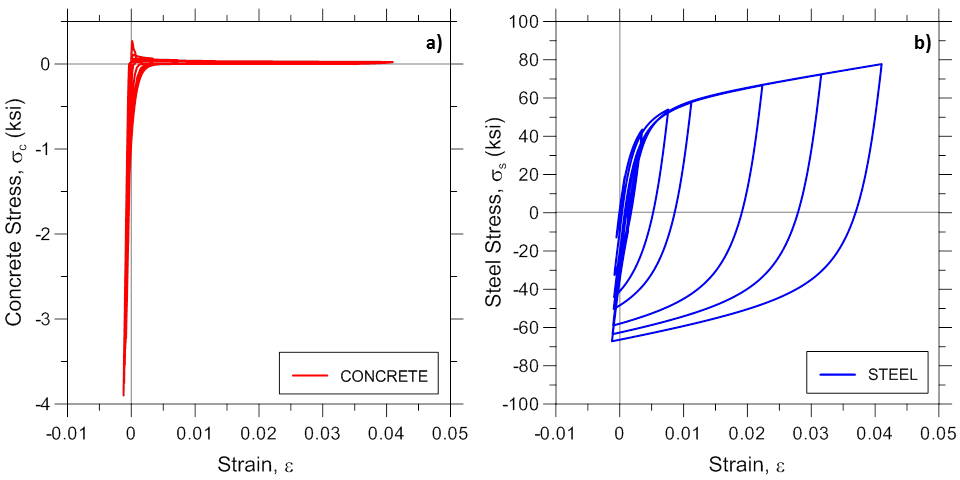 a)
0
-1
-2
-3
-4
Concrete Stress, σc (ksi)
CONCRETE
-0.01 0 0.01 0.02 0.03 0.04 0.05
Strain, ε
b)
100
80
60
40
20
0
-20
-40
-60
-80
-100
Steel Stress, σs (ksi)
STEEL
-0.01 0 0.01 0.02 0.03 0.04 0.05
Strain, ε